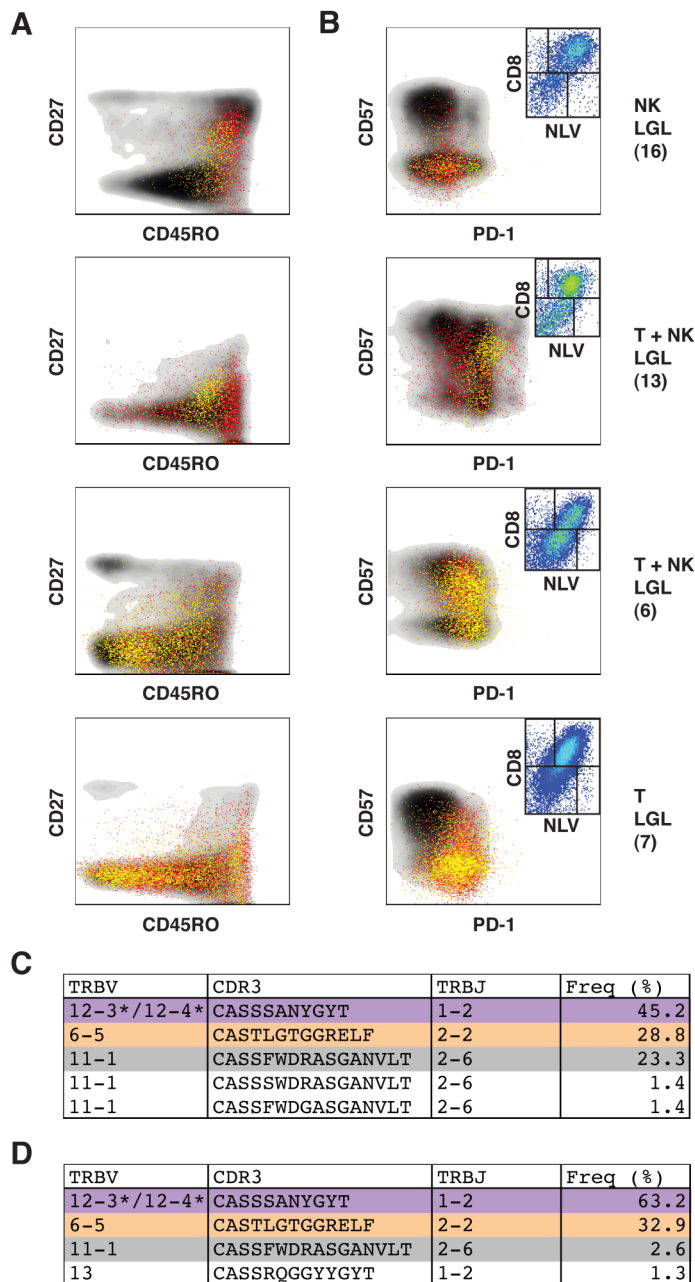 A
B
CD27
CD45RO
CD57
PD-1
CD8
NLV
NK
LGL
(16)
CD27
CD45RO
CD57
PD-1
CD8
NLV
T + NK
LGL
(13)
CD27
CD45RO
CD57
PD-1
CD8
NLV
T + NK
LGL
(6)
CD27
CD45RO
CD57
PD-1
CD8
NLV
T
LGL
(7)
C
TRBV CDR3 TRBJ Freq (%)
12-3*/12-4* CASSSANYGYT 1-2 45.2
6-5 CASTLGTGGRELF 2-2 28.8
11-1 CASSFWDRASGANVLT 2-6 23.3
11-1 CASSSWDRASGANVLT 2-6 1.4
11-1 CASSFWDGASGANVLT 2-6 1.4
D
TRBV CDR3 TRBJ Freq (%)
12-3*/12-4* CASSSANYGYT 1-2 63.2
6-5 CASTLGTGGRELF 2-2 32.9
11-1 CASSFWDRASGANVLT 2-6 2.6
13 CASSRQGGYYGYT 1-2 1.3